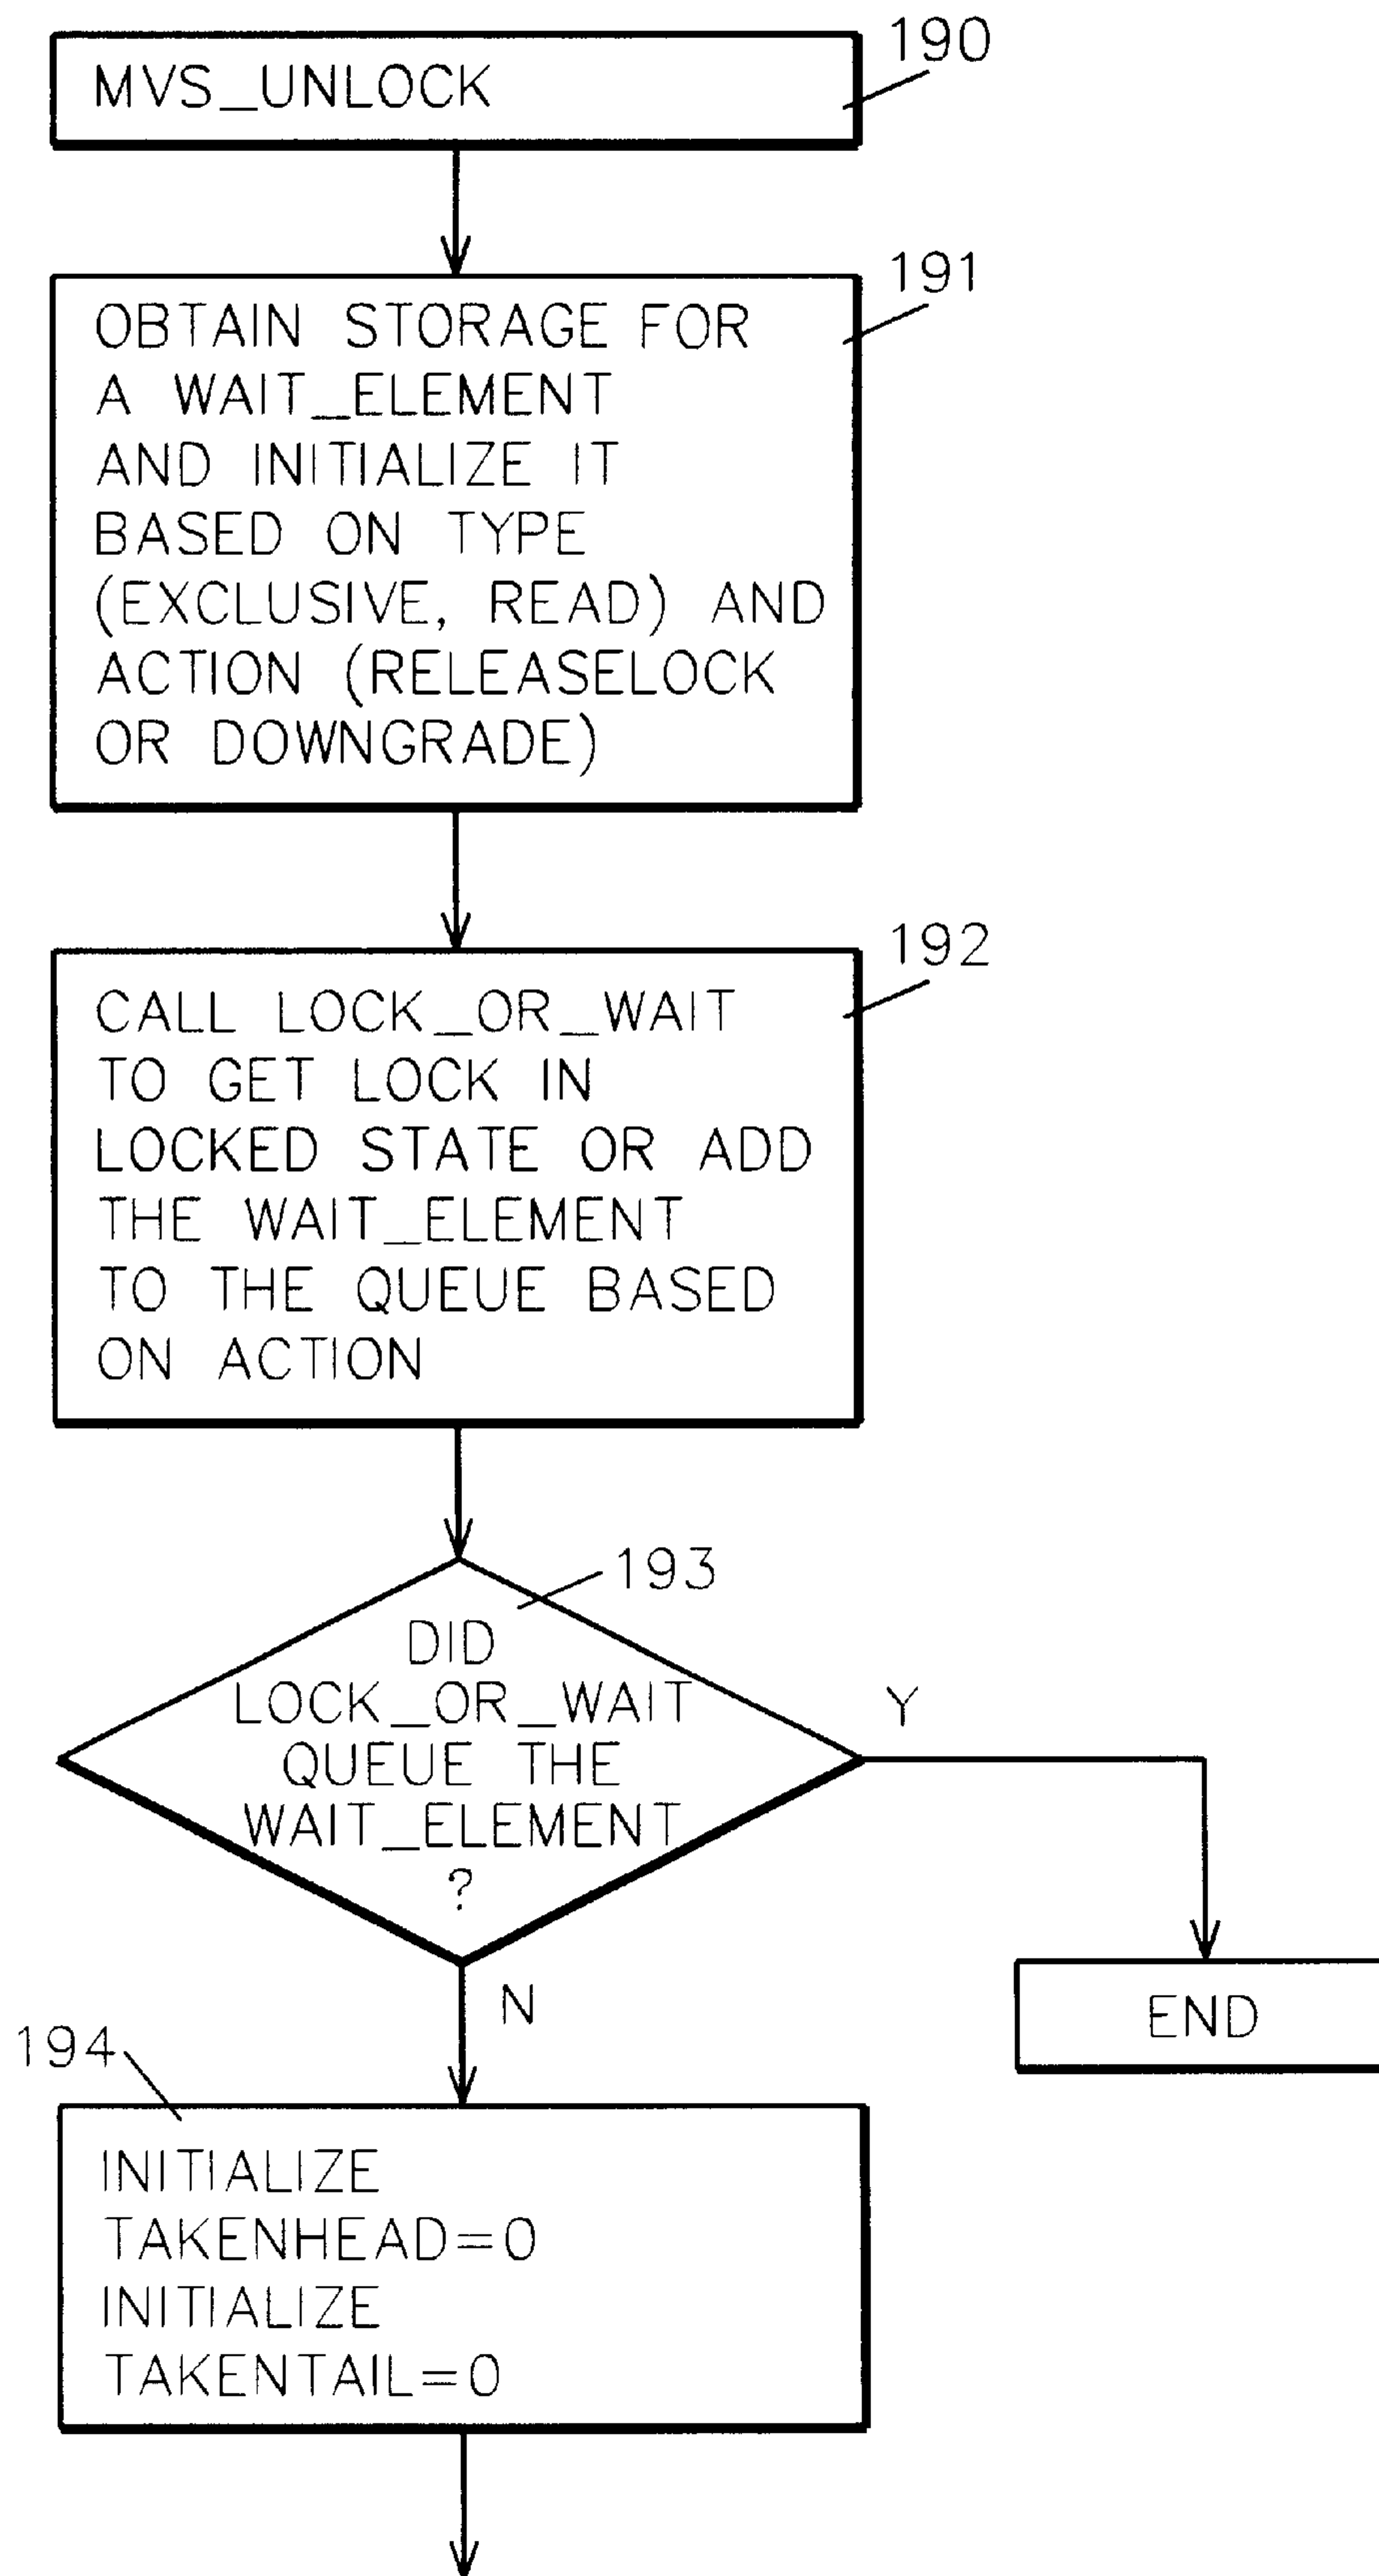 190
MVS_UNLOCK
191
OBTAIN STORAGE FOR
A WAIT_ELEMENT
AND INITIALIZE IT
BASED ON TYPE
(EXCLUSIVE, READ) AND
ACTION (RELEASELOCK
OR DOWNGRADE)
192
CALL LOCK_OR_WAIT
TO GET LOCK IN
LOCKED STATE OR ADD
THE WAIT_ELEMENT
TO THE QUEUE BASED
ON ACTION
193
DID
LOCK_OR_WAIT
QUEUE THE
WAIT_ELEMENT
?
Y
N
END
194
INITIALIZE
TAKENHEAD=0
INITIALIZE
TAKENTAIL=0